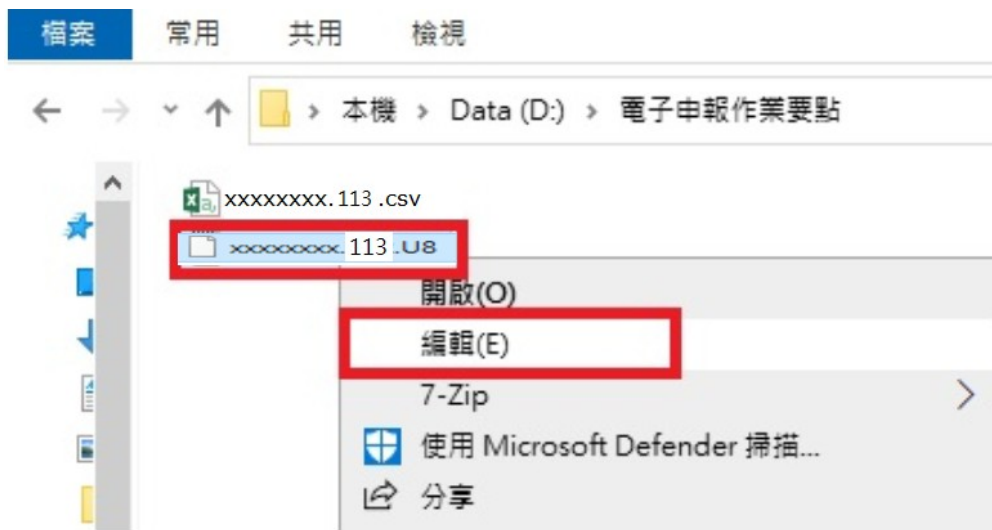 檔案 常用 共用 檢視
本機 > Data (D:) > 電子申報作業要點
xxxxxxxx.113.csv
xxxxxxxx.113.U8
開啟(O)
編輯(E)
7-Zip
使用 Microsoft Defender 掃描...
分享